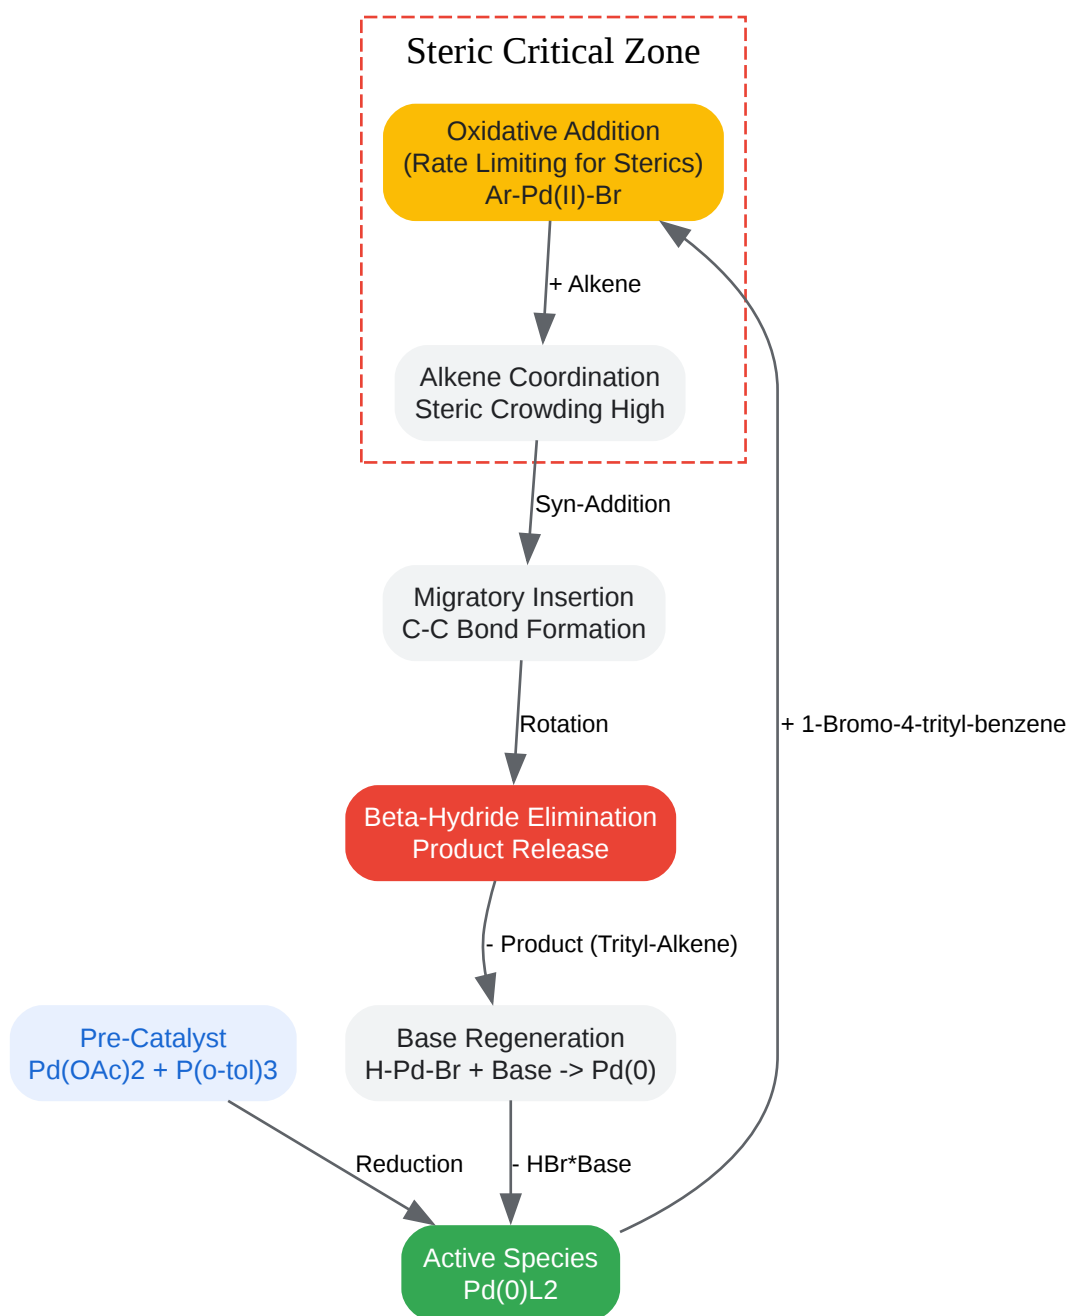 Steric Critical Zone
Oxidative Addition
(Rate Limiting for Sterics)
Ar-Pd(II)-Br
+ Alkene
Alkene Coordination
Steric Crowding High
Syn-Addition
Migratory Insertion
C-C Bond Formation
Rotation
+ 1-Bromo-4-trityl-benzene
Beta-Hydride Elimination
Product Release
- Product (Trityl-Alkene)
Pre-Catalyst
Pd(OAc)2 + P(o-tol)3
Base Regeneration
H-Pd-Br + Base -> Pd(0)
Reduction
- HBr*Base
Active Species
Pd(0)L2